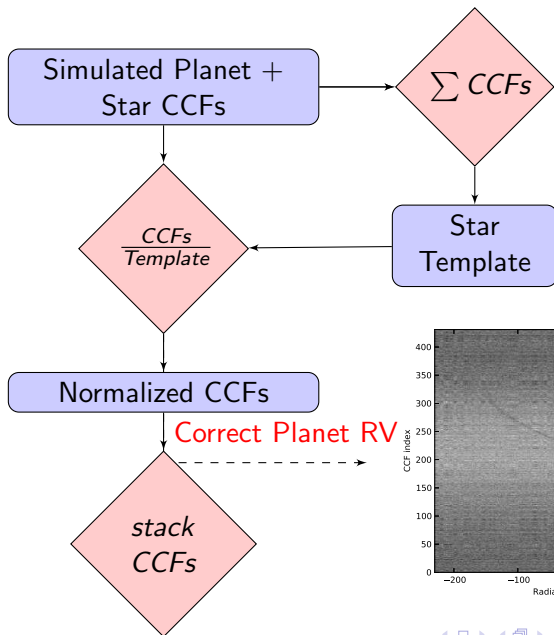 Simulated Planet +
Star CCFs
∑ CCFs
CCFs
Template
Star
Template
Normalized CCFs
Correct Planet RV
stack
CCFs
CCF index
400
350
300
250
200
150
100
50
0
−200
−100
Radia